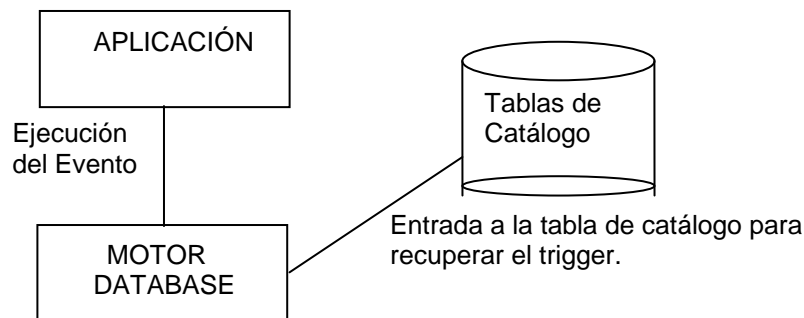 APLICACIÓN
Tablas de
Catálogo
Ejecución
del Evento
Entrada a la tabla de catálogo para
recuperar el trigger.
MOTOR
DATABASE